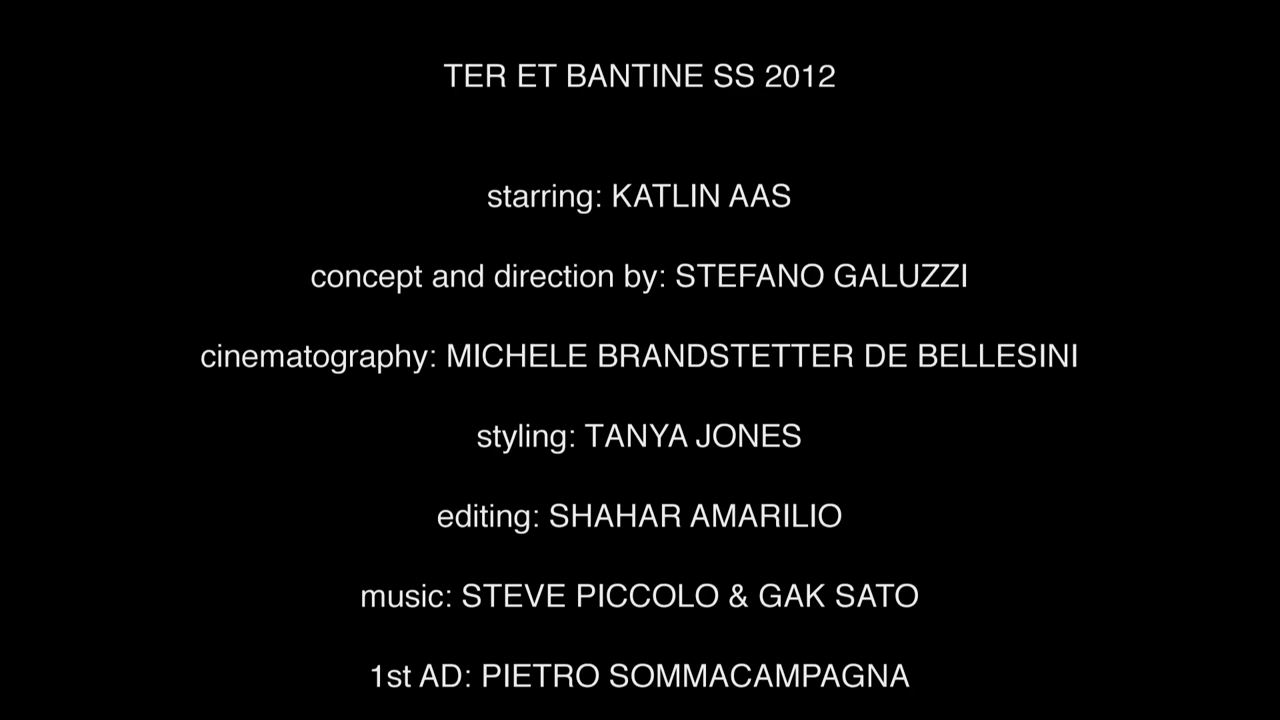 TER ET BANTINE SS 2012
starring: KATLIN AAS
concept and direction by: STEFANO GALUZZI
cinematography: MICHELE BRANDSTETTER DE BELLESINI
styling: TANYA JONES
editing: SHAHAR AMARILIO
music: STEVE PICCOLO & GAK SATO
1st AD: PIETRO SOMMACAMPAGNA